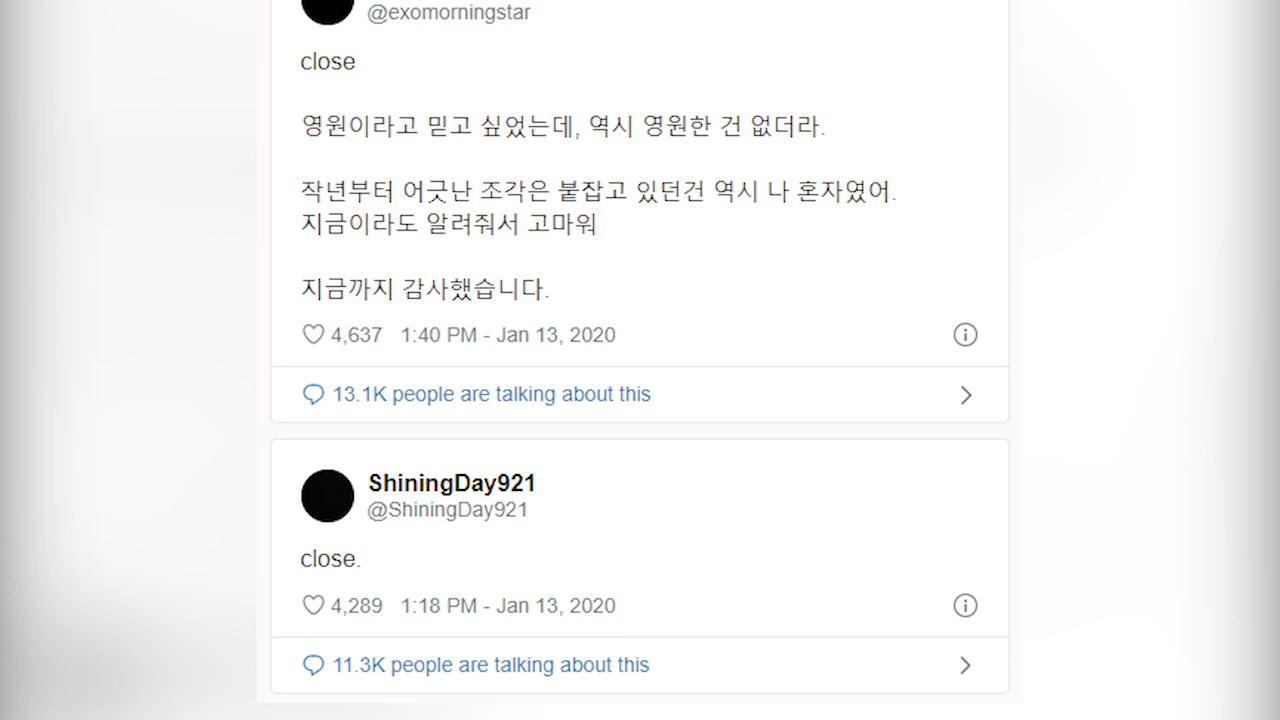 @exomorningstar
close
영원이라고 믿고 싶었는데, 역시 영원한 건 없더라.
작년부터 어긋난 조각은 붙잡고 있던건 역시 나 혼자였어.
지금이라도 알려줘서 고마워
지금까지 감사했습니다.
4,637 1:40 PM - Jan 13, 2020
13.1K people are talking about this
ShiningDay921
@ShiningDay921
close.
4,289 1:18 PM - Jan 13, 2020
11.3K people are talking about this